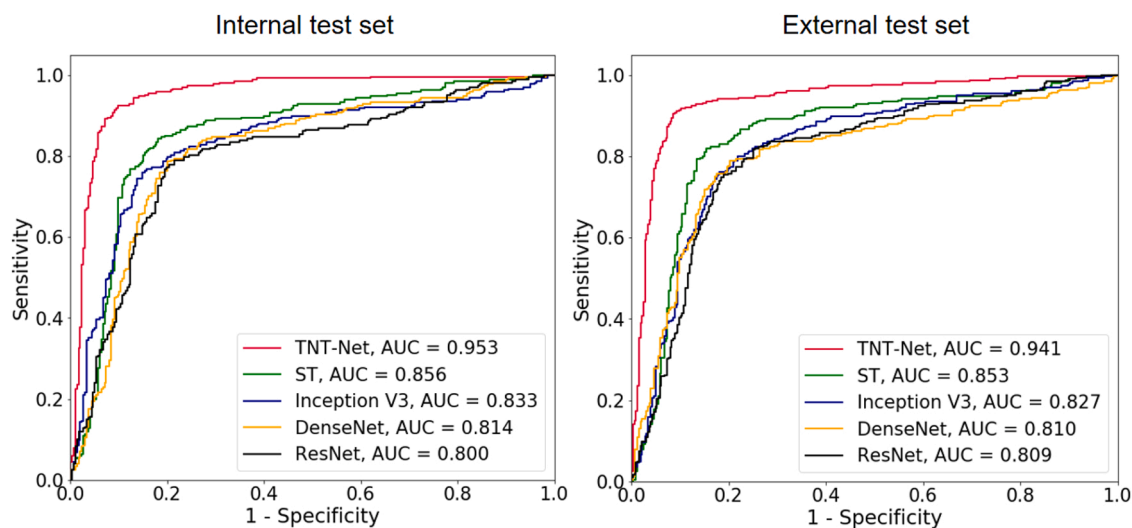 Internal test set
1.0
0.8
0.6
0.4
0.2
0.0
Sensitivity
TNT-Net, AUC = 0.953
ST, AUC = 0.856
Inception V3, AUC = 0.833
DenseNet, AUC = 0.814
ResNet, AUC = 0.800
0.0 0.2 0.4 0.6 0.8 1.0
1 - Specificity
External test set
1.0
0.8
0.6
0.4
0.2
0.0
Sensitivity
TNT-Net, AUC = 0.941
ST, AUC = 0.853
Inception V3, AUC = 0.827
DenseNet, AUC = 0.810
ResNet, AUC = 0.809
0.0 0.2 0.4 0.6 0.8 1.0
1 - Specificity